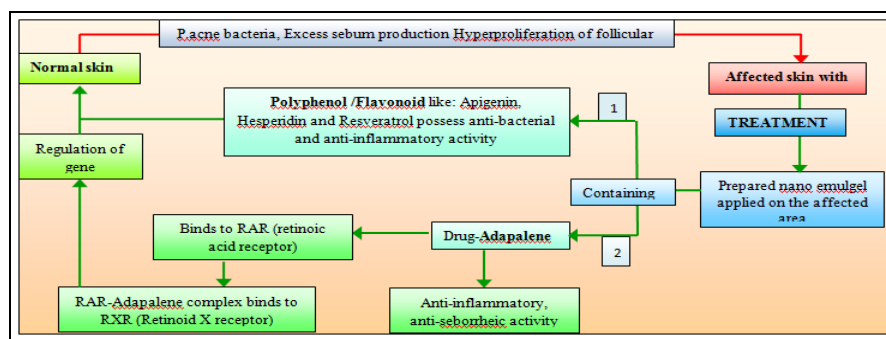 P.acne bacteria, Excess sebum production Hyperproliferation of follicular
Normal skin
Affected skin with
Polyphenol /Flavonoid like: Apigenin,
Hesperidin and Resveratrol possess anti-bacterial
and anti-inflammatory activity
1
TREATMENT
Regulation of
gene
Containing
Prepared nano emulgel
applied on the affected
area
Binds to RAR (retinoic
acid receptor)
Drug-Adapalene
2
RAR-Adapalene complex binds to
RXR (Retinoid X receptor)
Anti-inflammatory,
anti-seborrheic activity